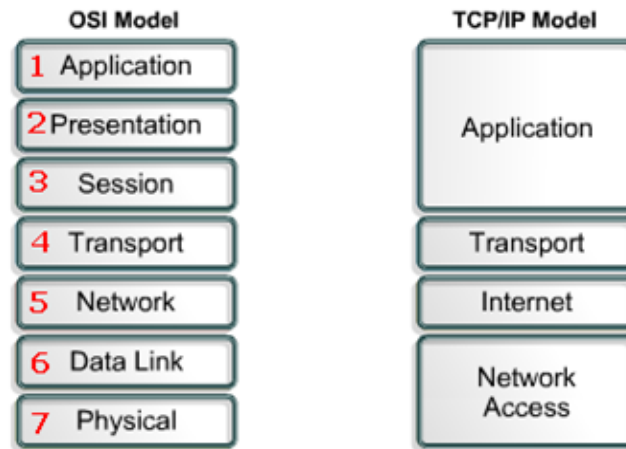 OSI Model
1 Application
2 Presentation
3 Session
4 Transport
5 Network
6 Data Link
7 Physical
TCP/IP Model
Application
Transport
Internet
Network
Access